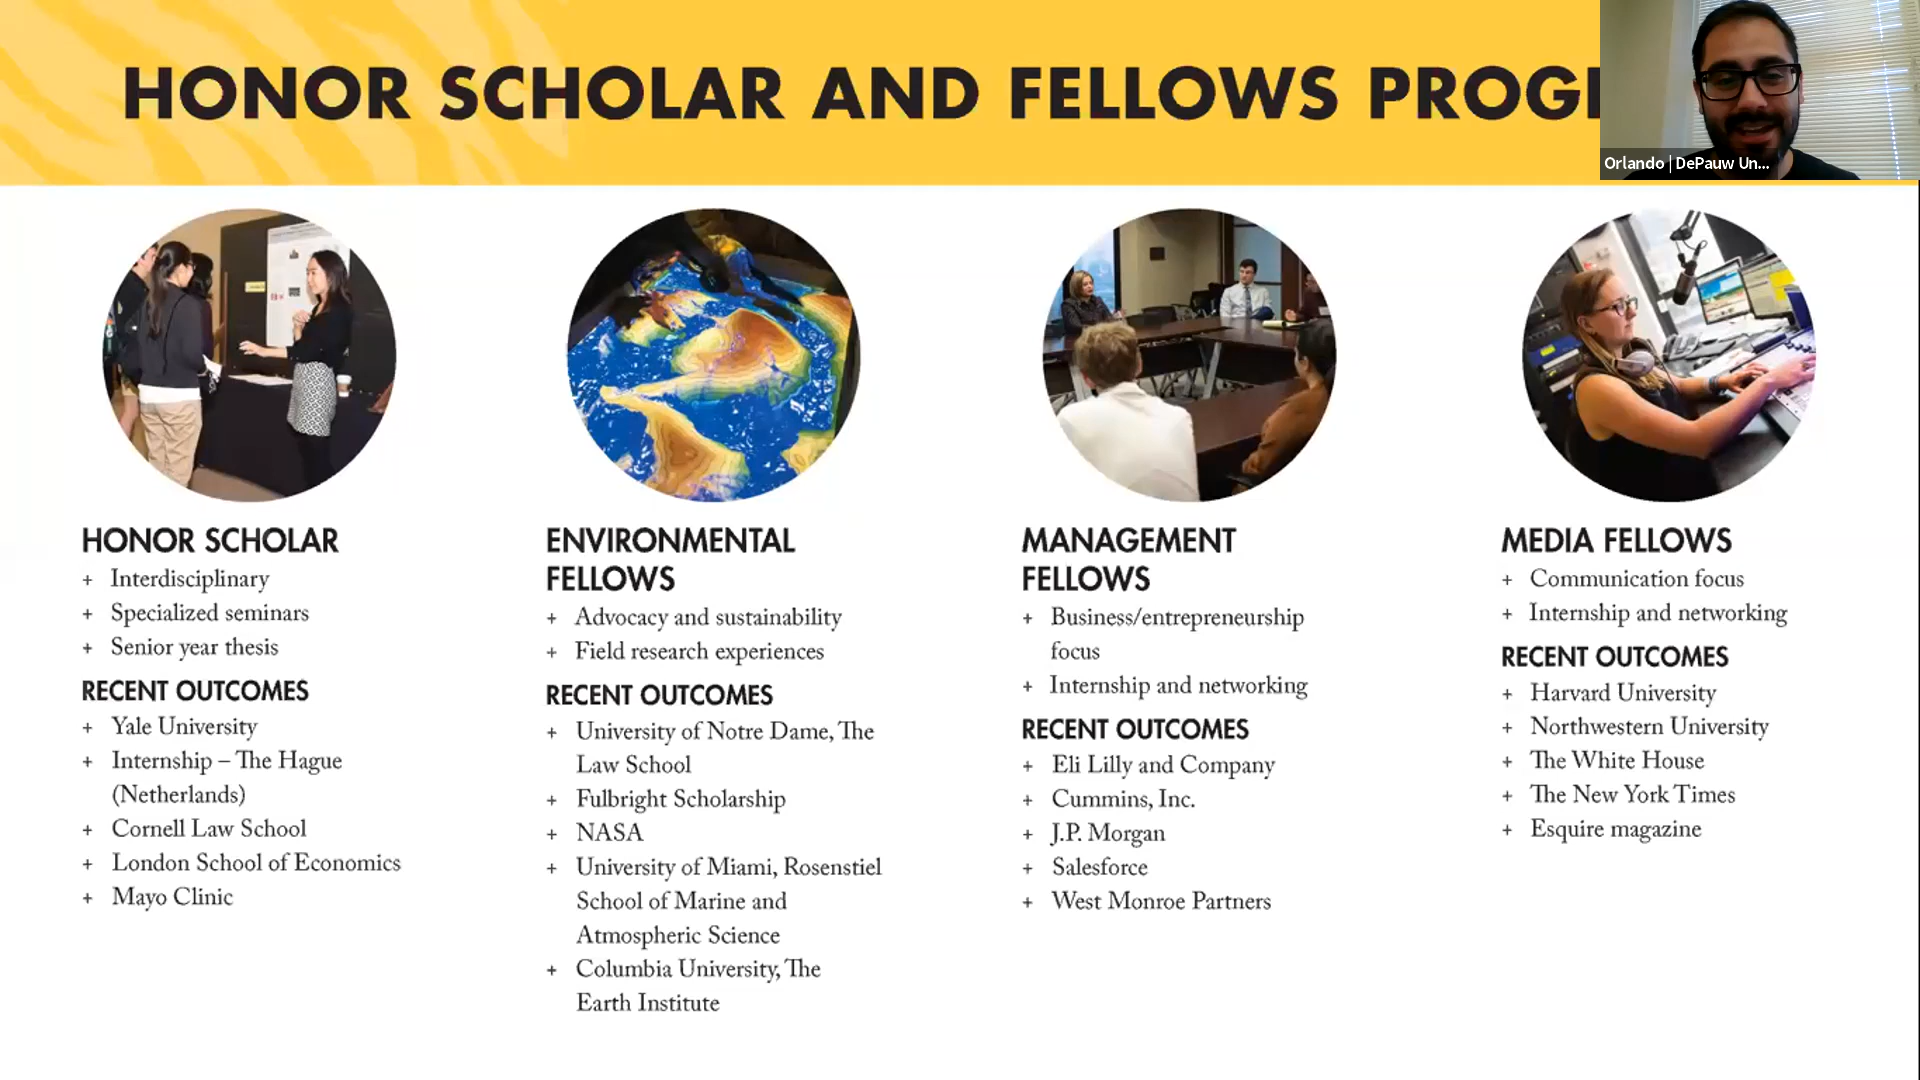 HONOR SCHOLAR AND FELLOWS PROG
Orlando | DePauw Un...
HONOR SCHOLAR
+ Interdisciplinary
+ Specialized seminars
+ Senior year thesis
RECENT OUTCOMES
+ Yale University
+ Internship – The Hague
(Netherlands)
+ Cornell Law School
+ London School of Economics
+ Mayo Clinic
ENVIRONMENTAL
FELLOWS
+ Advocacy and sustainability
+ Field research experiences
RECENT OUTCOMES
+ University of Notre Dame, The
Law School
+ Fulbright Scholarship
+ NASA
+ University of Miami, Rosenstiel
School of Marine and
Atmospheric Science
+ Columbia University, The
Earth Institute
MANAGEMENT
FELLOWS
+ Business/entrepreneurship
focus
+ Internship and networking
RECENT OUTCOMES
+ Eli Lilly and Company
+ Cummins, Inc.
+ J.P. Morgan
+ Salesforce
+ West Monroe Partners
MEDIA FELLOWS
+ Communication focus
+ Internship and networking
RECENT OUTCOMES
+ Harvard University
+ Northwestern University
+ The White House
+ The New York Times
+ Esquire magazine